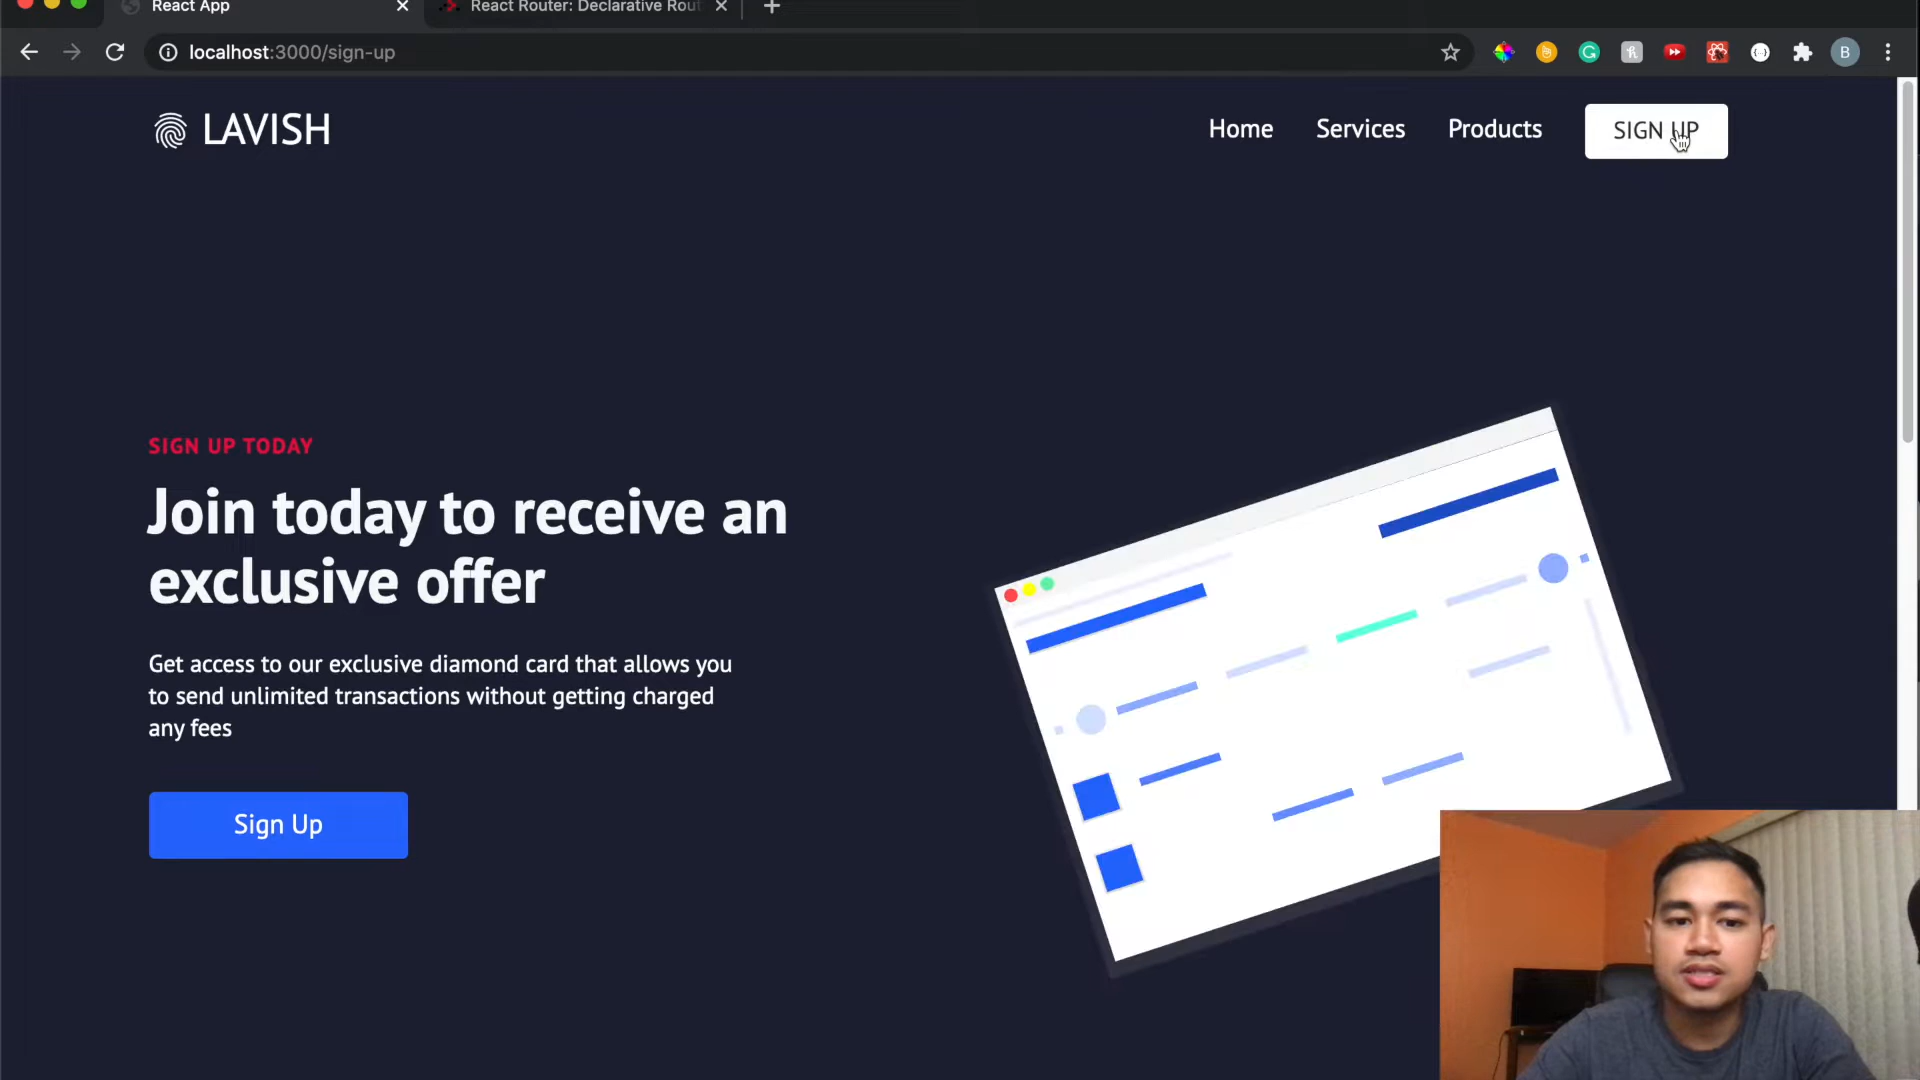 React App
React Router: Declarative Rout
localhost:3000/sign-up
B
LAVISH
Home
Services
Products
SIGN UP
SIGN UP TODAY
Join today to receive an
exclusive offer
Get access to our exclusive diamond card that allows you
to send unlimited transactions without getting charged
any fees
Sign Up